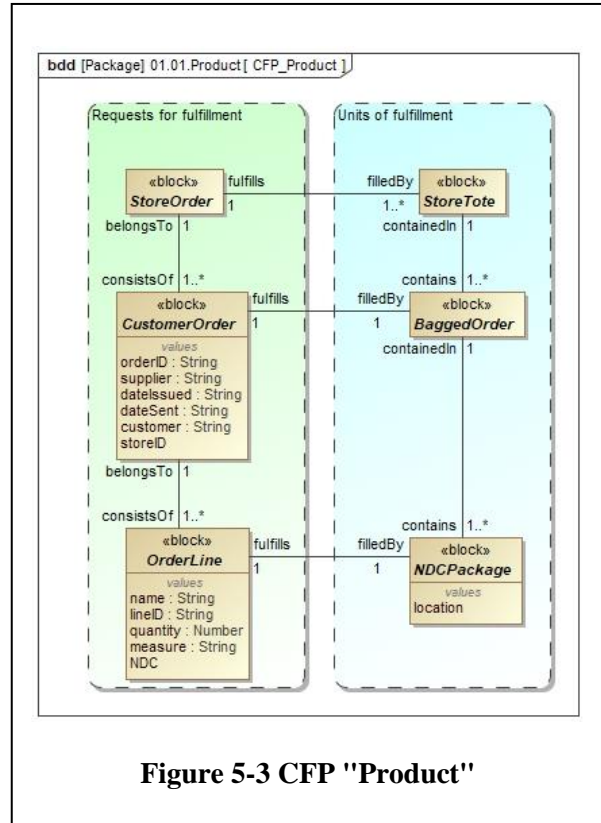 bdd [Package] 01.01.Product [ CFP_Product ]
Requests for fulfillment
Units of fulfillment
«block»
StoreOrder
fulfills
1
filledBy
1..*
«block»
StoreTote
belongsTo 1
containedIn 1
consistsOf 1..*
contains 1..*
«block»
CustomerOrder
values
orderID : String
supplier : String
dateIssued : String
dateSent : String
customer : String
storeID
fulfills
1
filledBy
1
«block»
BaggedOrder
containedIn 1
belongsTo 1
consistsOf 1..*
contains 1..*
«block»
OrderLine
values
name : String
lineID : String
quantity : Number
measure : String
NDC
fulfills
1
filledBy
1
«block»
NDCPackage
values
location
Figure 5-3 CFP "Product"